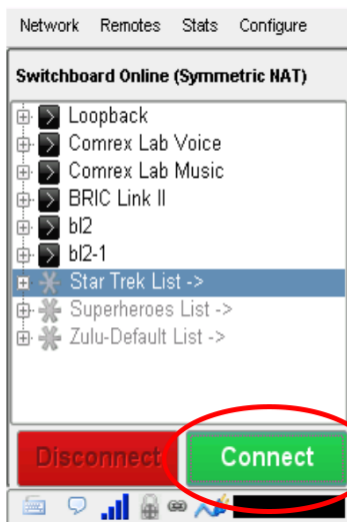 Network Remotes Stats Configure
Switchboard Online (Symmetric NAT)
Loopback
Comrex Lab Voice
Comrex Lab Music
BRIC Link II
bl2
bl2-1
Star Trek List ->
Superheroes List ->
Zulu-Default List ->
Disconnect Connect